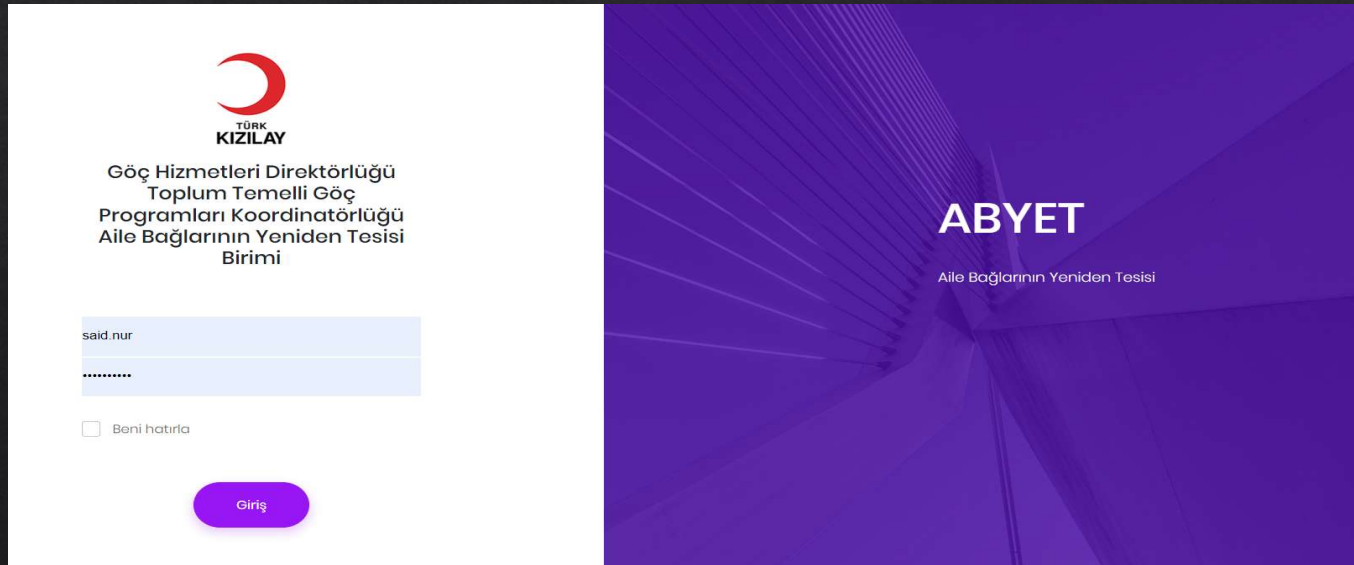 TÜRK
KIZILAY
Göç Hizmetleri Direktörlüğü
Toplum Temelli Göç
Programları Koordinatörlüğü
Aile Bağlarının Yeniden Tesisi
Birimi
said.nur
••••••••••
Beni hatırla
Giriş
ABYET
Aile Bağlarının Yeniden Tesisi